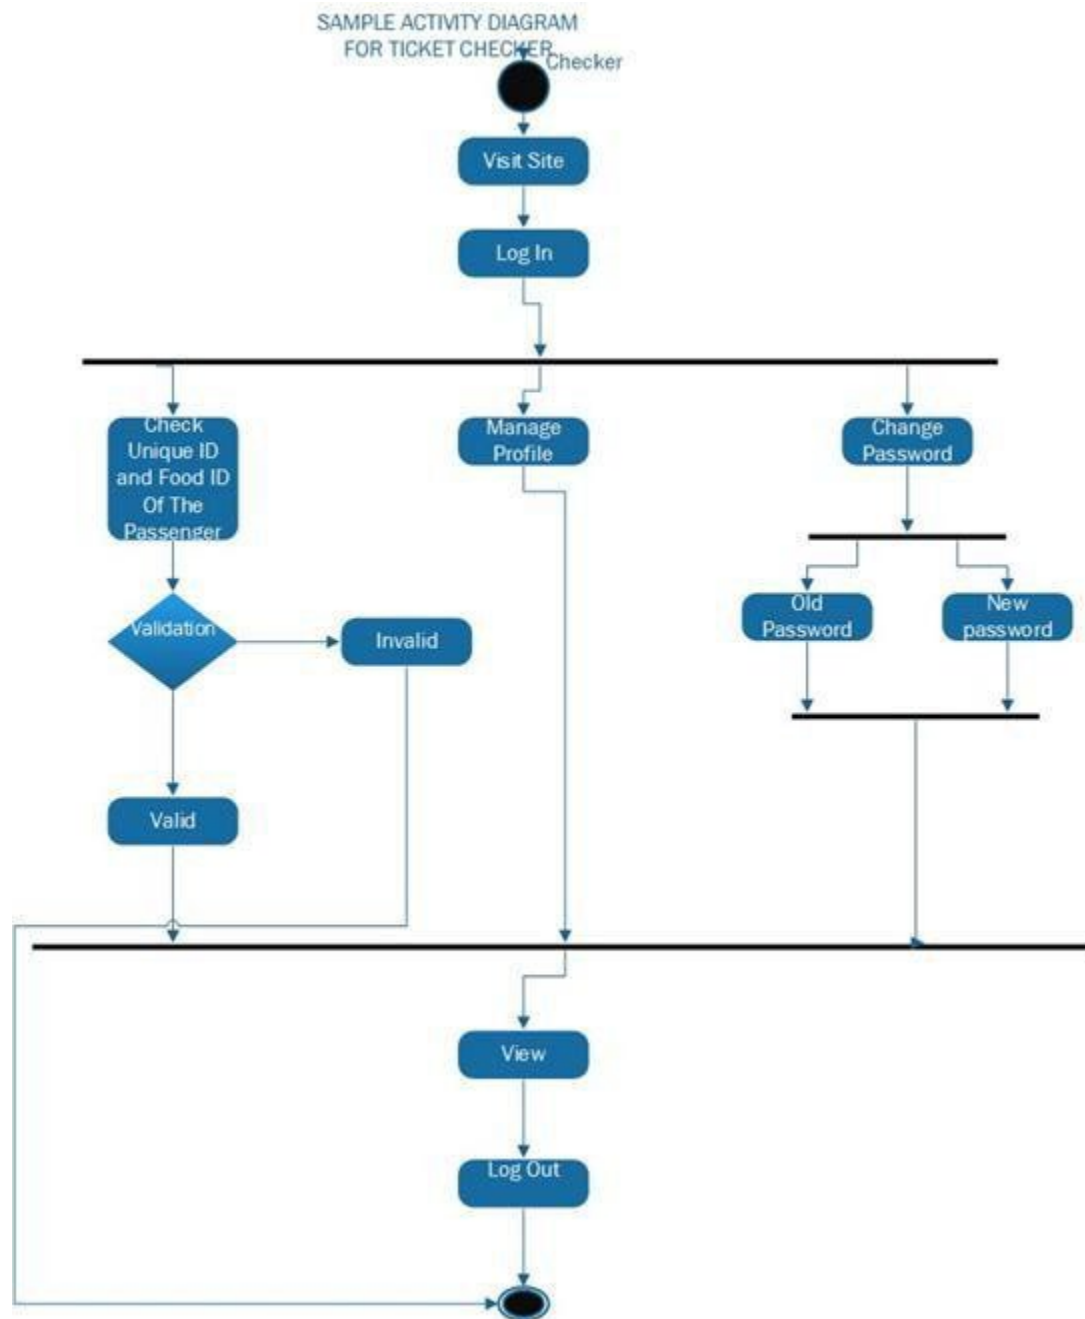 SAMPLE ACTIVITY DIAGRAM
FOR TICKET CHECKER
Checker
Visit Site
Log In
Check
Unique ID
and Food ID
Of The
Passenger
Manage
Profile
Change
Password
Validation
Invalid
Old
Password
New
password
Valid
View
Log Out